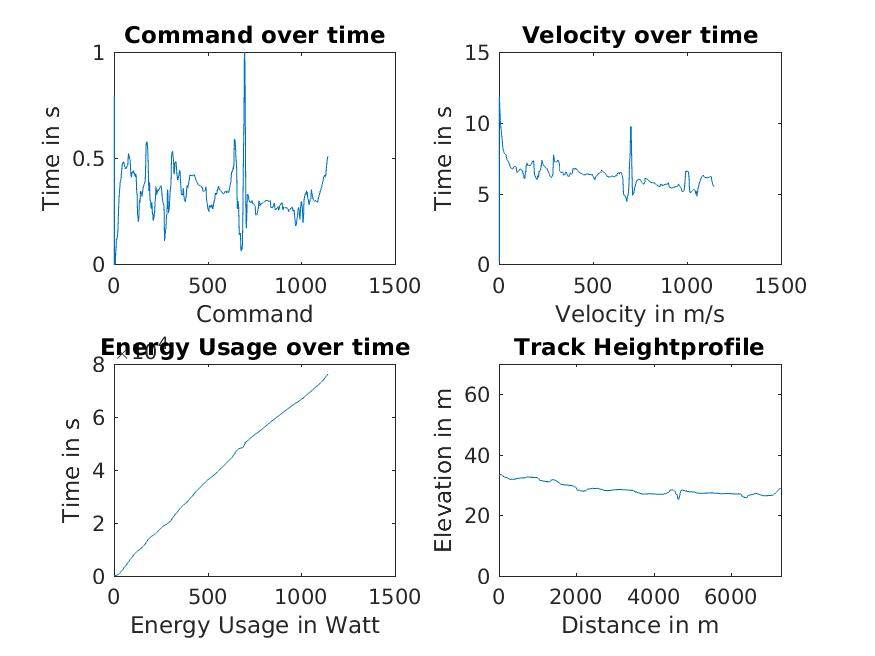 Command over time
1
0.5
0
Time in s
0 500 1000 1500
Command
Velocity over time
15
10
5
0
Time in s
0 500 1000 1500
Velocity in m/s
Energy Usage over time
×10⁴
8
6
4
2
0
Time in s
0 500 1000 1500
Energy Usage in Watt
Track Heightprofile
60
40
20
0
Elevation in m
0 2000 4000 6000
Distance in m